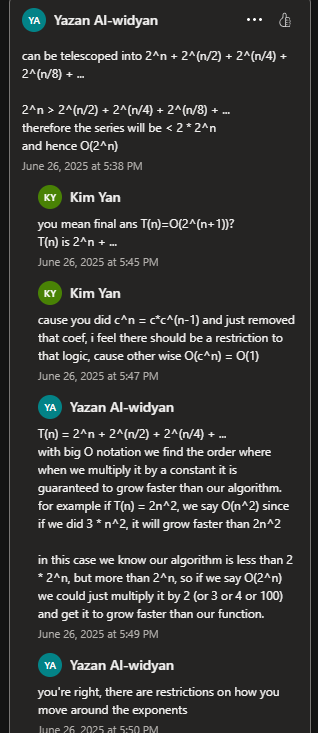 YA Yazan Al-widyan
can be telescoped into 2^n + 2^(n/2) + 2^(n/4) +
2^(n/8) + ...
2^n > 2^(n/2) + 2^(n/4) + 2^(n/8) + ...
therefore the series will be < 2 * 2^n
and hence O(2^n)
June 26, 2025 at 5:38 PM
KY Kim Yan
you mean final ans T(n)=O(2^(n+1))?
T(n) is 2^n + ...
June 26, 2025 at 5:45 PM
KY Kim Yan
cause you did c^n = c*c^(n-1) and just removed
that coef, i feel there should be a restriction to
that logic, cause other wise O(c^n) = O(1)
June 26, 2025 at 5:47 PM
YA Yazan Al-widyan
T(n) = 2^n + 2^(n/2) + 2^(n/4) + ...
with big O notation we find the order where
when we multiply it by a constant it is
guaranteed to grow faster than our algorithm.
for example if T(n) = 2n^2, we say O(n^2) since
if we did 3 * n^2, it will grow faster than 2n^2
in this case we know our algorithm is less than 2
* 2^n, but more than 2^n, so if we say O(2^n)
we could just multiply it by 2 (or 3 or 4 or 100)
and get it to grow faster than our function.
June 26, 2025 at 5:49 PM
YA Yazan Al-widyan
you're right, there are restrictions on how you
move around the exponents
June 26, 2025 at 5:50 PM